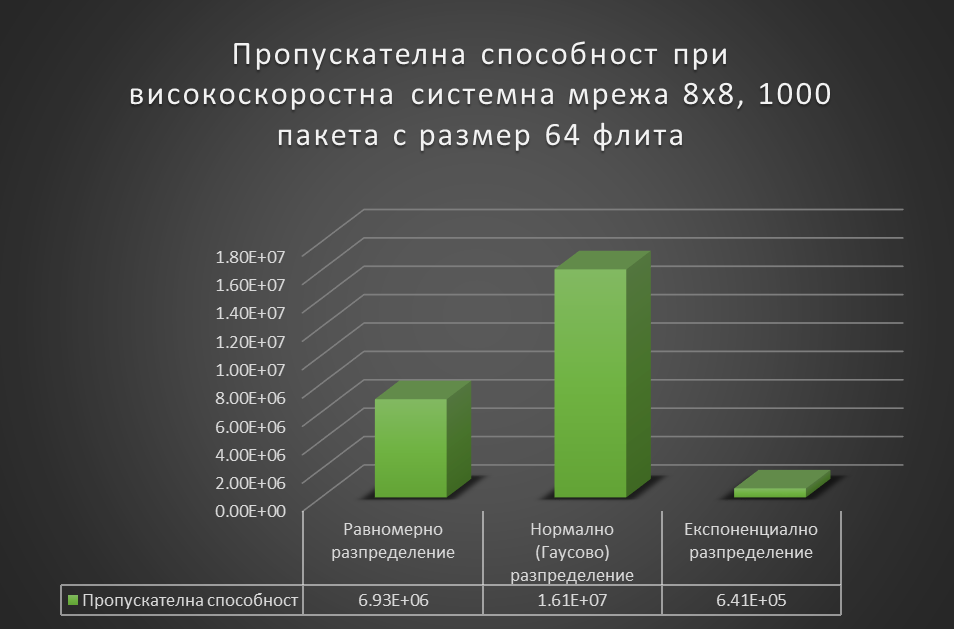 Пропускателна способност при
високоскоростна системна мрежа 8x8, 1000
пакета с размер 64 флита
1.80E+07
1.60E+07
1.40E+07
1.20E+07
1.00E+07
8.00E+06
6.00E+06
4.00E+06
2.00E+06
0.00E+00
Равномерно
разпределение
Нормално
(Гаусово)
разпределение
Експоненциално
разпределение
Пропускателна способност 6.93E+06 1.61E+07 6.41E+05